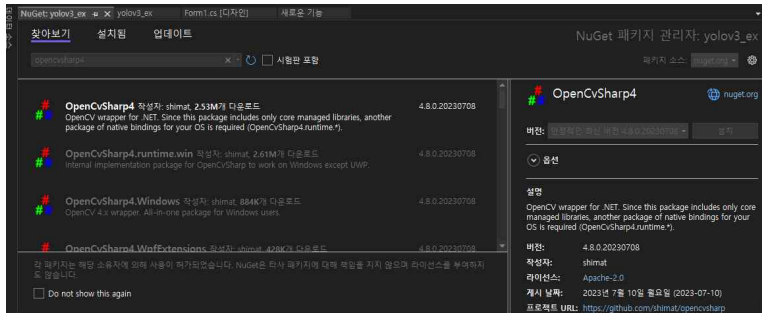 NuGet: yolov3_ex
yolov3_ex
Form1.cs [디자인]
새로운 기능
찾아보기 설치됨 업데이트
NuGet 패키지 관리자: yolov3_ex
opencvsharp4
시험판 포함
패키지 소스: nuget.org
OpenCvSharp4 작성자: shimat, 2.53M개 다운로드
4.8.0.20230708
OpenCV wrapper for .NET. Since this package includes only core managed libraries, another
package of native bindings for your OS is required (OpenCvSharp4.runtime.*).
OpenCvSharp4.runtime.win 작성자: shimat, 2.61M개 다운로드
4.8.0.20230708
Internal implementation package for OpenCvSharp to work on Windows except UWP.
OpenCvSharp4.Windows 작성자: shimat, 884K개 다운로드
4.8.0.20230708
OpenCV 4.x wrapper. All-in-one package for Windows users.
OpenCvSharp4.WpfExtensions 작성자: shimat, 428K개 다운로드
4.8.0.20230708
각 패키지는 해당 소유자에 의해 사용이 허가되었습니다. NuGet은 타사 패키지에 대해 책임을 지지 않으며 라이선스를 부여하지
도 않습니다.
Do not show this again
OpenCvSharp4
nuget.org
버전: 안정적인 최신 버전 4.8.0.20230708
설치
옵션
설명
OpenCV wrapper for .NET. Since this package includes only core
managed libraries, another package of native bindings for your
OS is required (OpenCvSharp4.runtime.*).
버전: 4.8.0.20230708
작성자: shimat
라이선스: Apache-2.0
게시 날짜: 2023년 7월 10일 월요일 (2023-07-10)
프로젝트 URL: https://github.com/shimat/opencvsharp